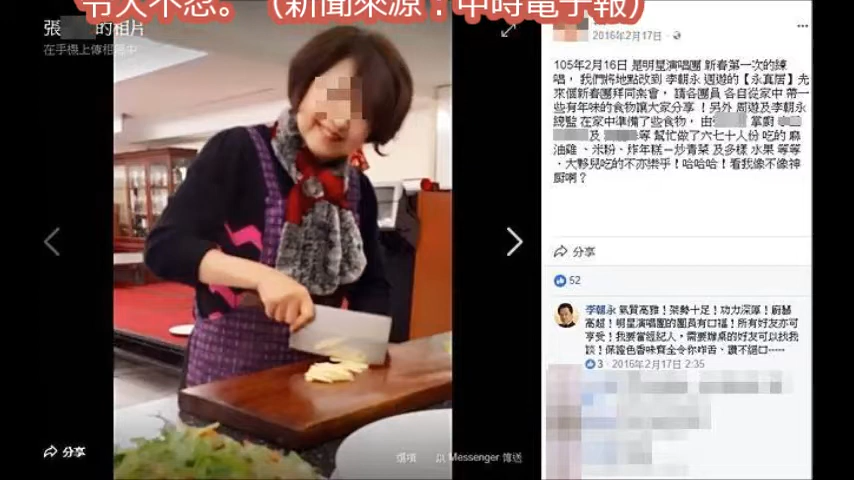 令人不忍。（新聞來源：中時電子報）
張
的相片
在手機上傳相
2016年2月17日
105年2月16日 是明星演唱團 新春第一次的練
唱， 我們將地點改到 李朝永 週遊的【永真居】先
來個新春團拜同樂會， 請各團員 各自從家中 帶一
些有年味的食物讓大家分享 ！另外 周遊及李朝永
總監 在家中準備了些食物， 由 掌廚
及 等 幫忙做了六七十人份 吃的 麻
油雞 、米粉、炸年糕－炒青菜 及多樣 水果 等等
、大夥兒吃的不亦樂乎！哈哈哈！看我像不像神
廚啊？
分享
52
李朝永 氣質高雅！架勢十足！功力深厚！廚藝
高超！明星演唱團的團員有口福！所有好友亦可
享受！我要當經紀人，需要辦桌的好友可以找我
談！保證色香味齊全令你咋舌、讚不絕口⋯⋯
3 · 2016年2月17日 2:35
分享
選項
以 Messenger 傳送